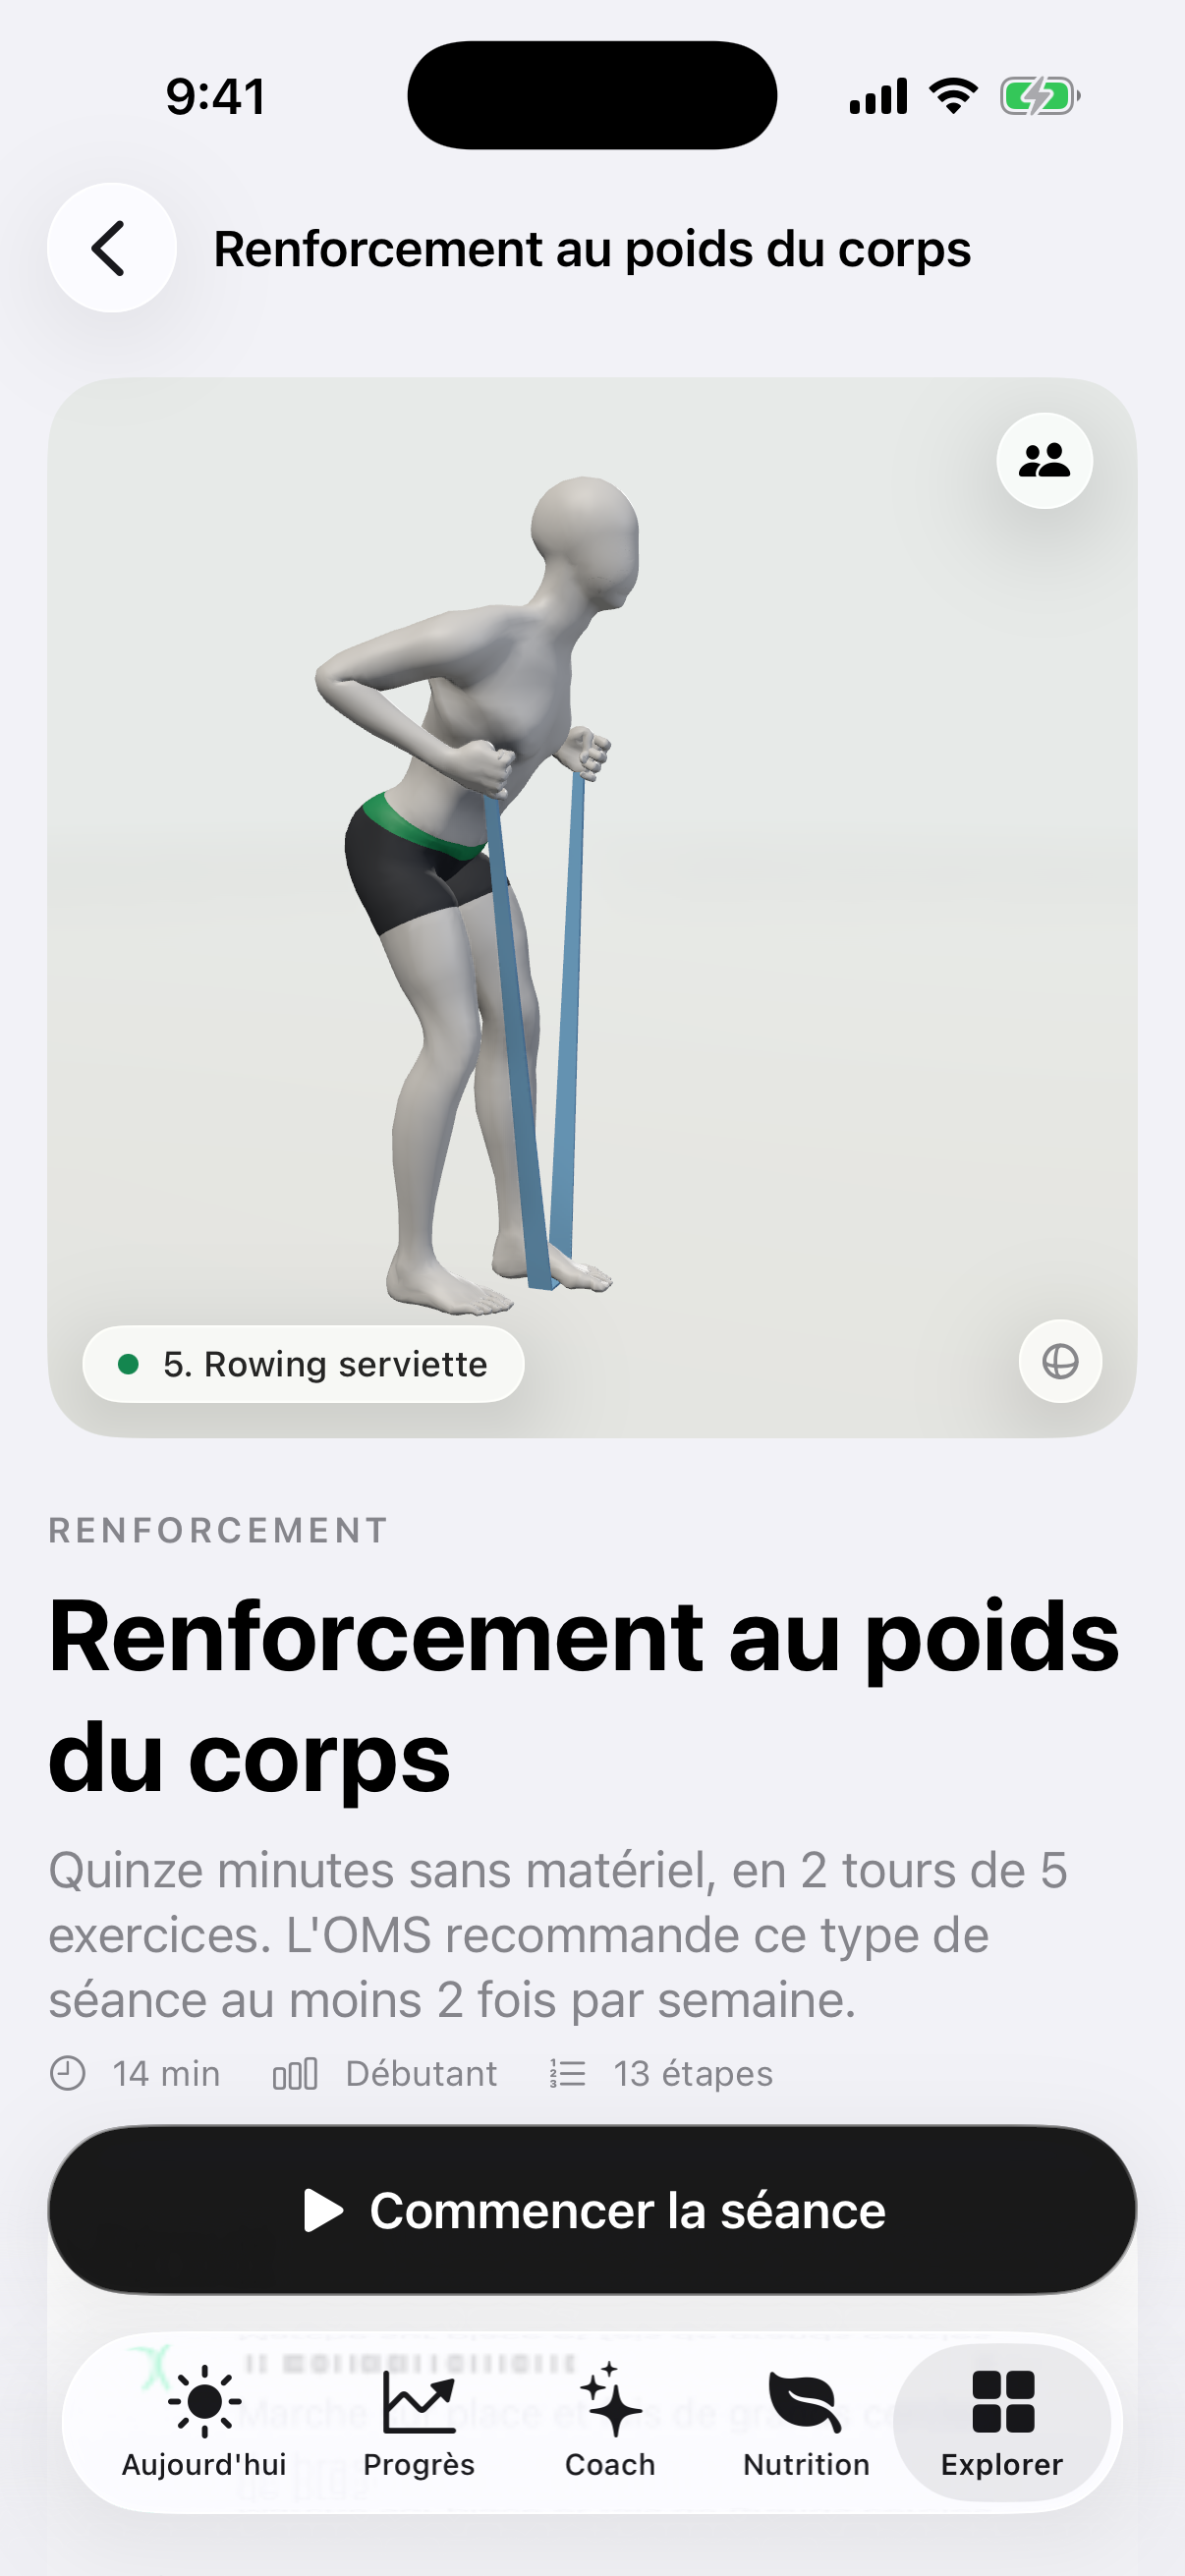 9:41
Renforcement au poids du corps
5. Rowing serviette
RENFORCEMENT
Renforcement au poids
du corps
Quinze minutes sans matériel, en 2 tours de 5
exercices. L'OMS recommande ce type de
séance au moins 2 fois par semaine.
14 min Débutant 13 étapes
Commencer la séance
Aujourd'hui Progrès Coach Nutrition Explorer